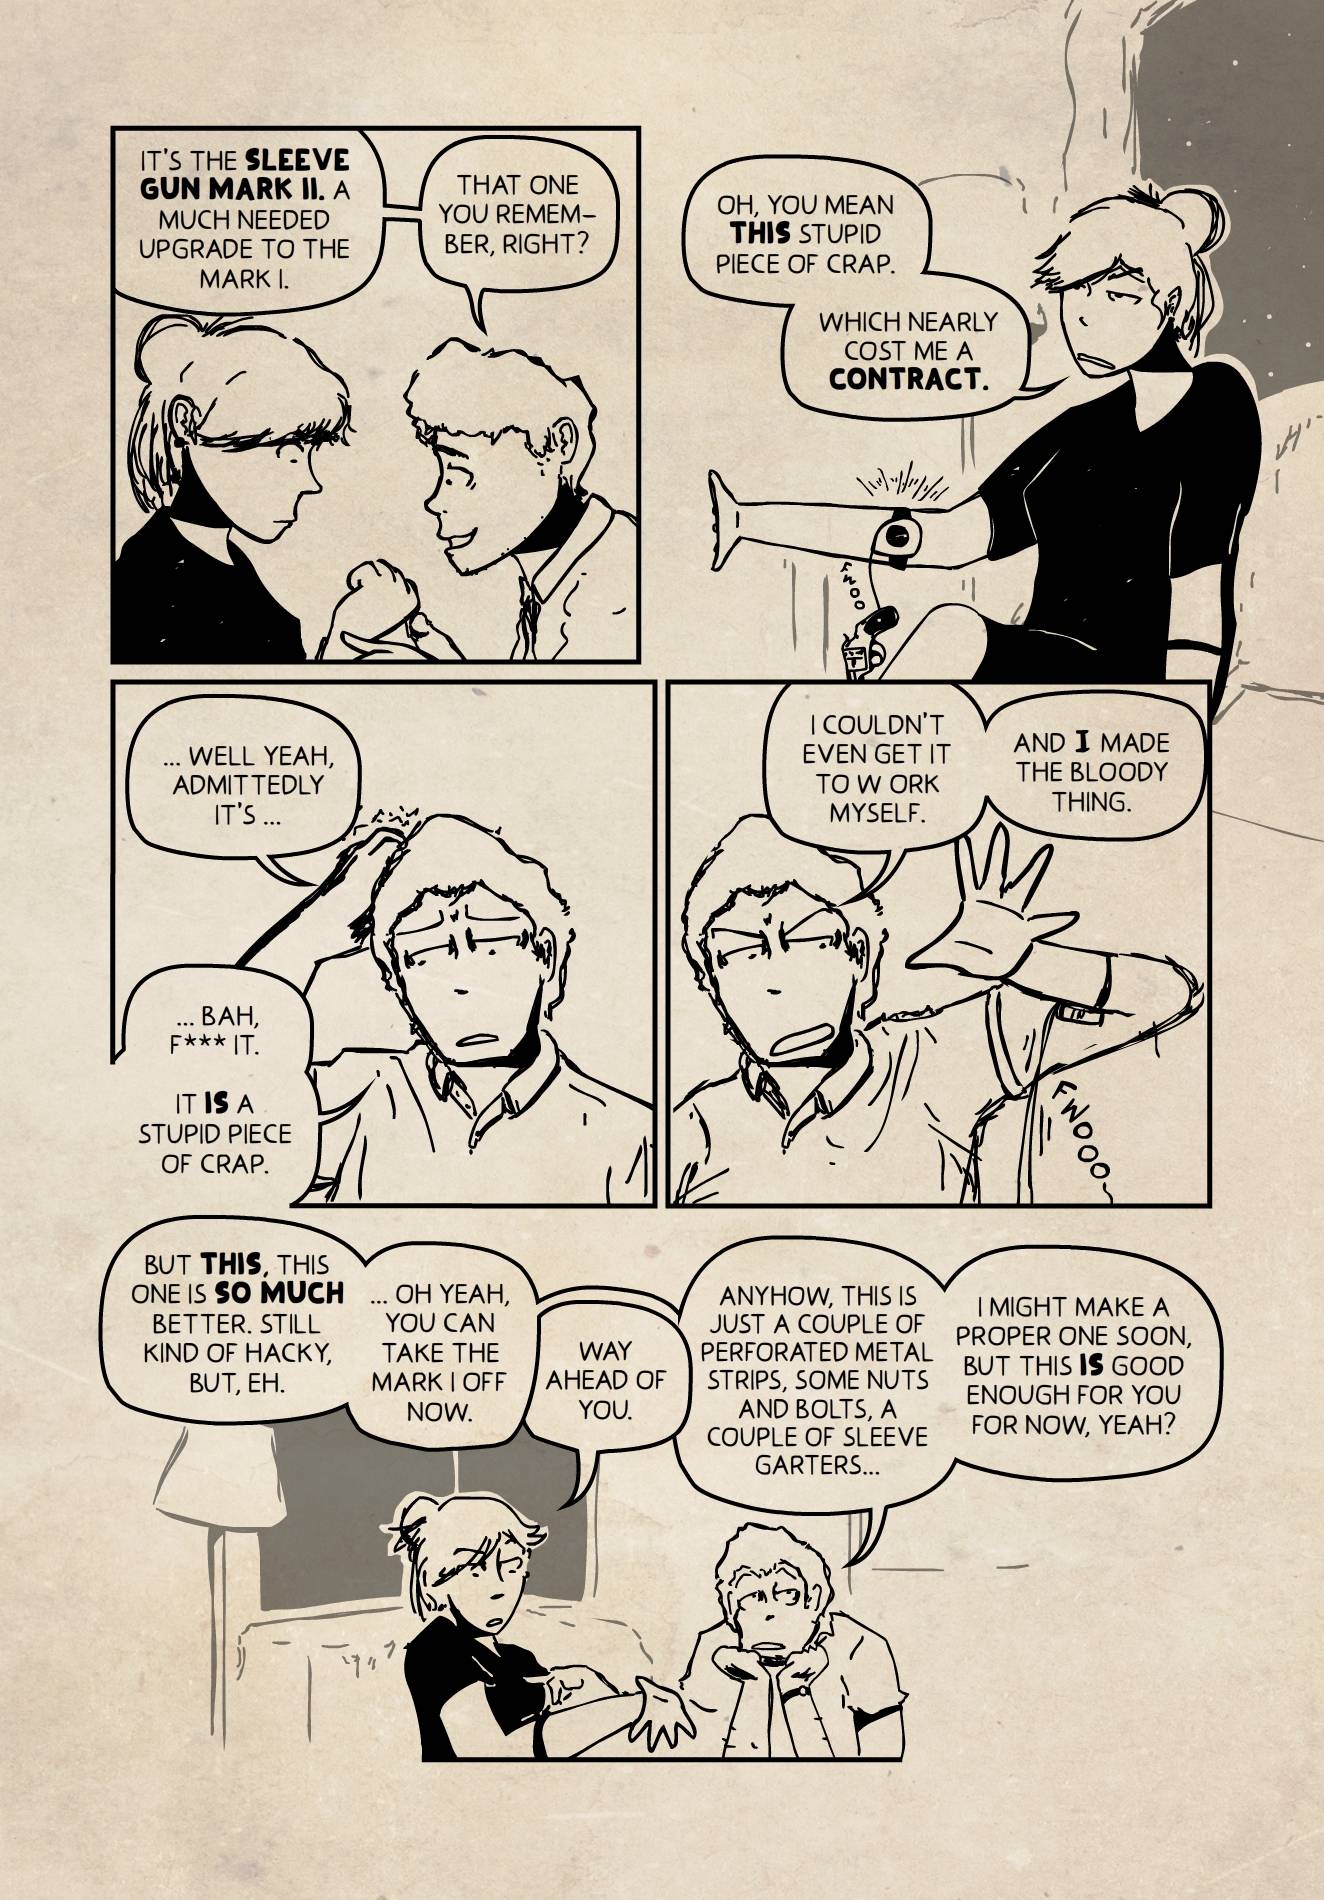 IT'S THE SLEEVE
GUN MARK II. A
MUCH NEEDED
UPGRADE TO THE
MARK I.
THAT ONE
YOU REMEM-
BER, RIGHT?
OH, YOU MEAN
THIS STUPID
PIECE OF CRAP.
WHICH NEARLY
COST ME A
CONTRACT.
FWOO
... WELL YEAH,
ADMITTEDLY
IT'S ...
... BAH,
F*** IT.
IT IS A
STUPID PIECE
OF CRAP.
I COULDN'T
EVEN GET IT
TO W ORK
MYSELF.
AND I MADE
THE BLOODY
THING.
FWOOO
BUT THIS, THIS
ONE IS SO MUCH
BETTER. STILL
KIND OF HACKY,
BUT, EH.
... OH YEAH,
YOU CAN
TAKE THE
MARK I OFF
NOW.
WAY
AHEAD OF
YOU.
ANYHOW, THIS IS
JUST A COUPLE OF
PERFORATED METAL
STRIPS, SOME NUTS
AND BOLTS, A
COUPLE OF SLEEVE
GARTERS...
I MIGHT MAKE A
PROPER ONE SOON,
BUT THIS IS GOOD
ENOUGH FOR YOU
FOR NOW, YEAH?